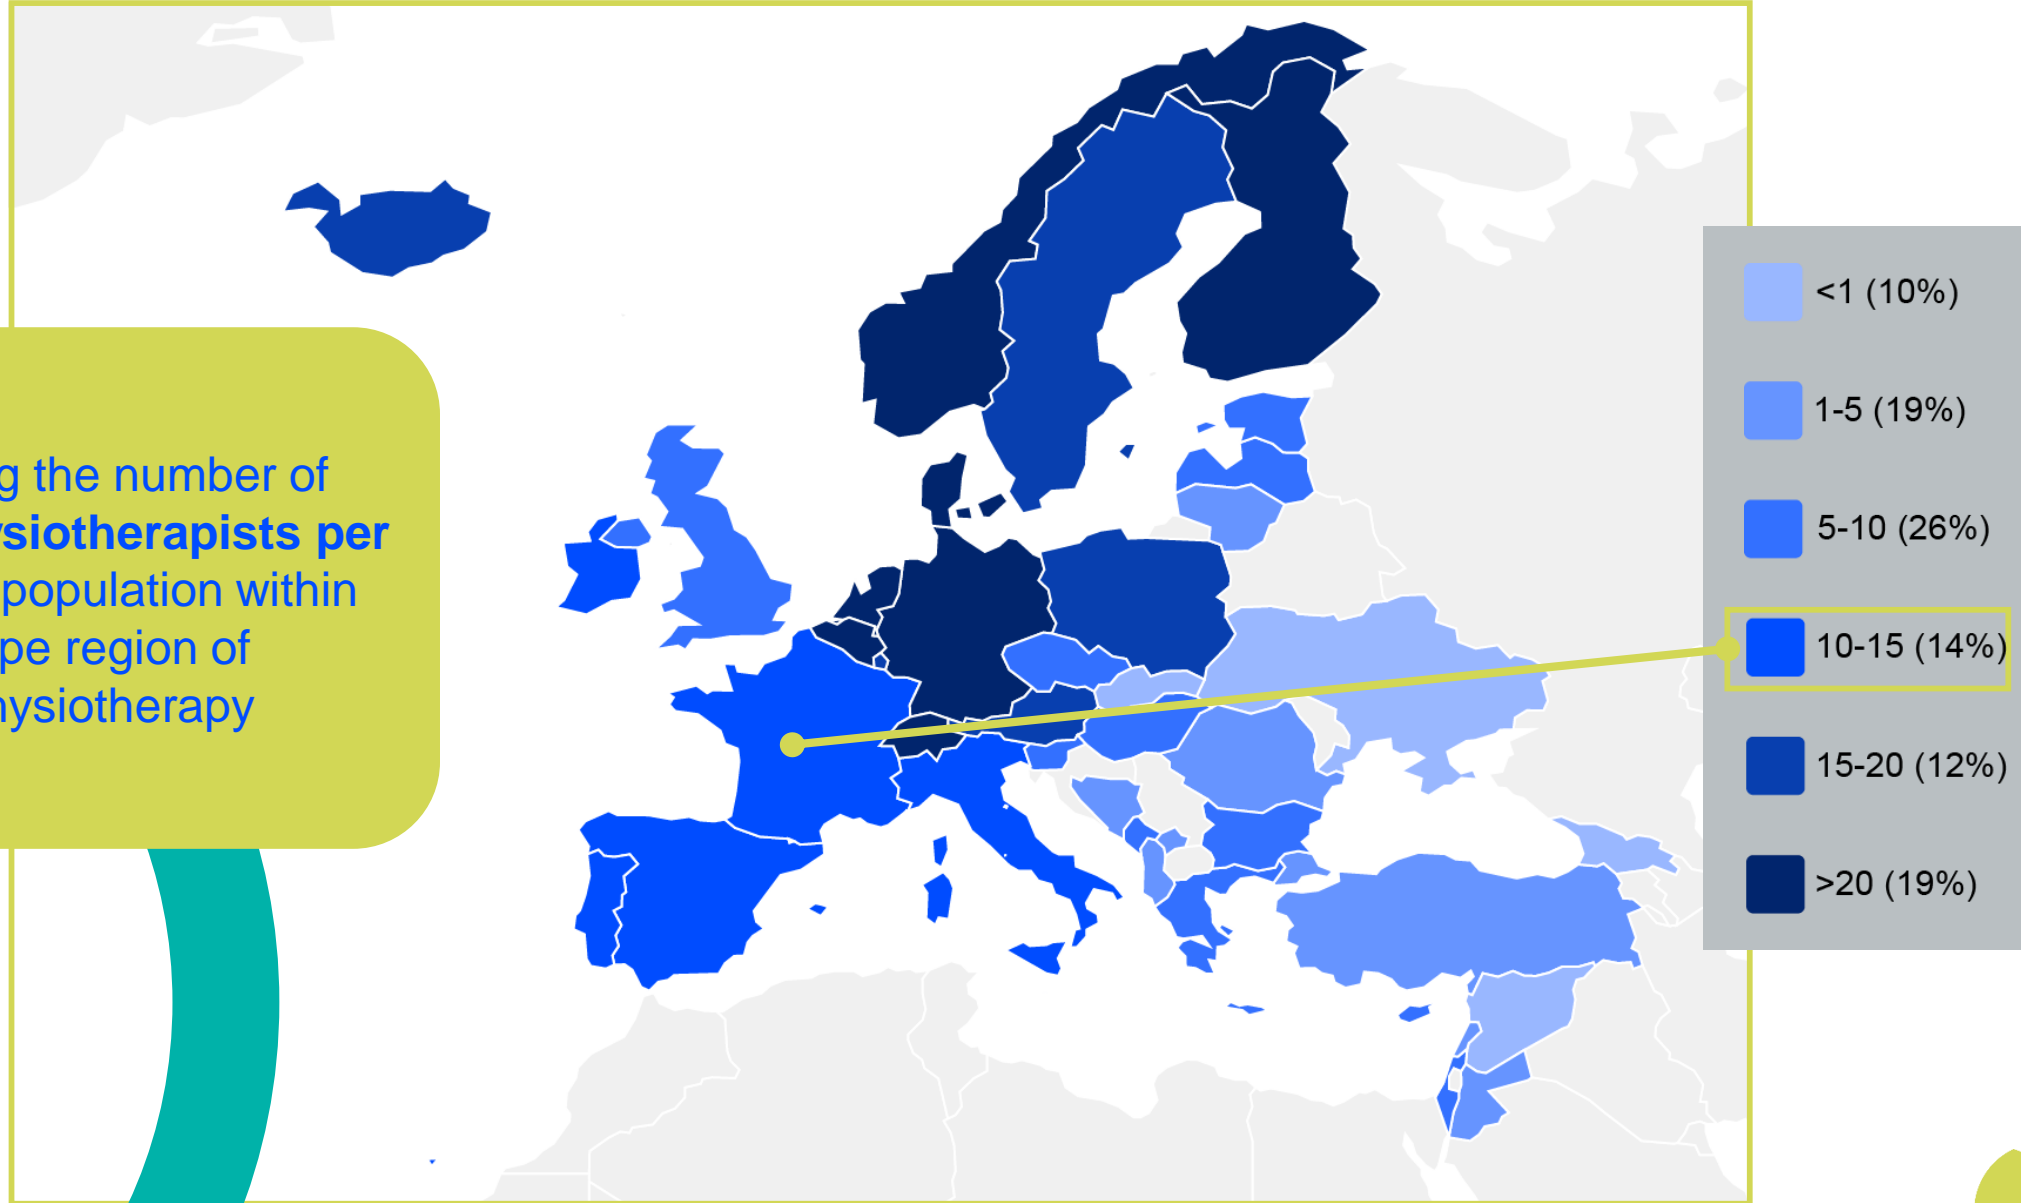 g the number of
ysiotherapists per
population within
pe region of
hysiotherapy
<1 (10%)
1-5 (19%)
5-10 (26%)
10-15 (14%)
15-20 (12%)
>20 (19%)